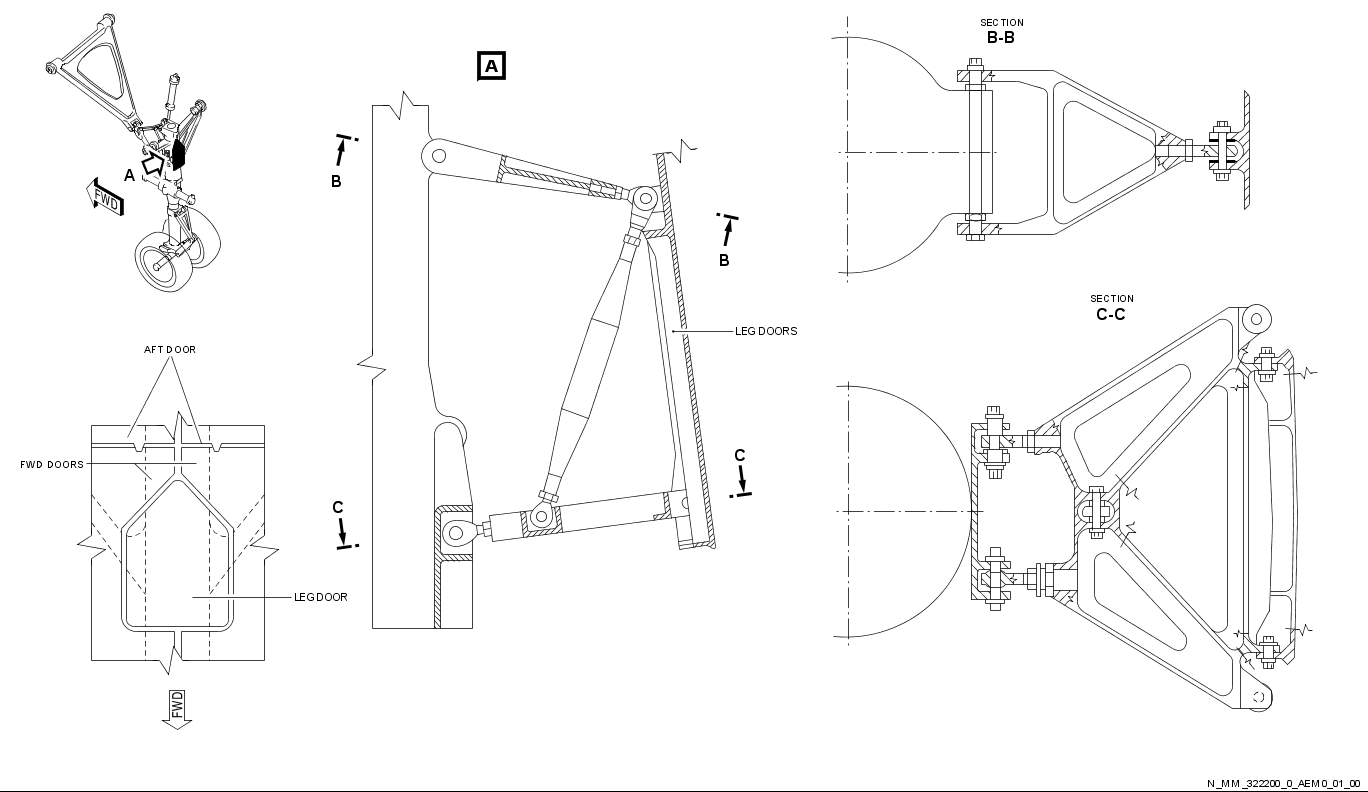 A
FWD
A
B
B
C
C
LEG DOORS
AFT DOOR
FWD DOORS
LEG DOOR
FWD
SECTION
B-B
SECTION
C-C
N_MM_322200_0_AEM0_01_00